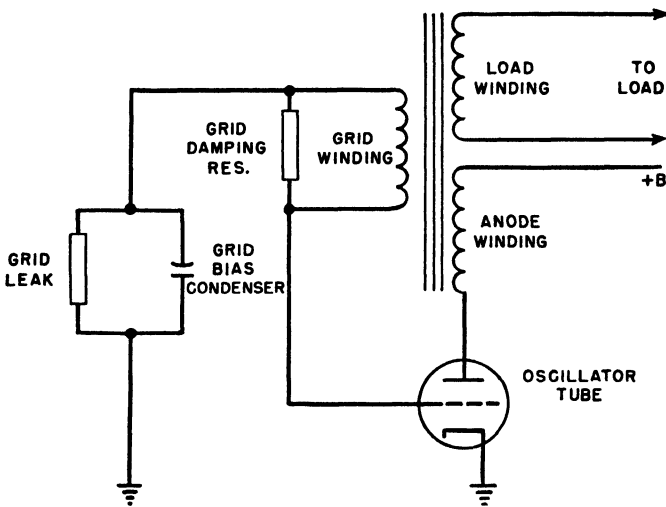 LOAD
WINDING
TO
LOAD
GRID
DAMPING
RES.
GRID
WINDING
+B
ANODE
WINDING
GRID
LEAK
GRID
BIAS
CONDENSER
OSCILLATOR
TUBE